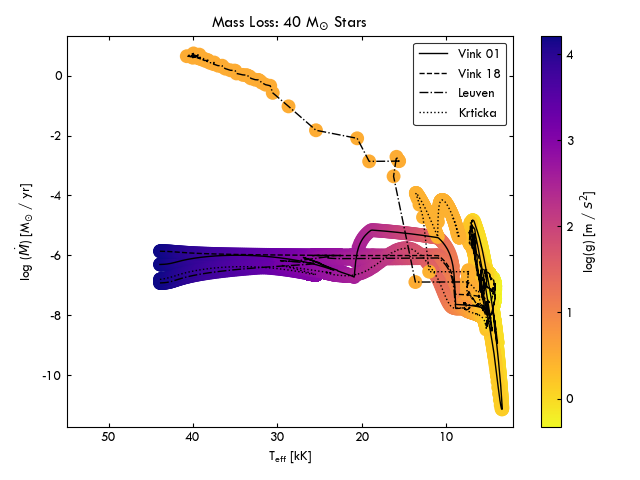 Mass Loss: 40 M☉ Stars
Vink 01
Vink 18
Leuven
Krticka
0
-2
-4
-6
-8
-10
log (Ṁ) [M☉ / yr]
50
40
30
20
10
T_eff [kK]
4
3
2
1
0
log(g) [m / s²]